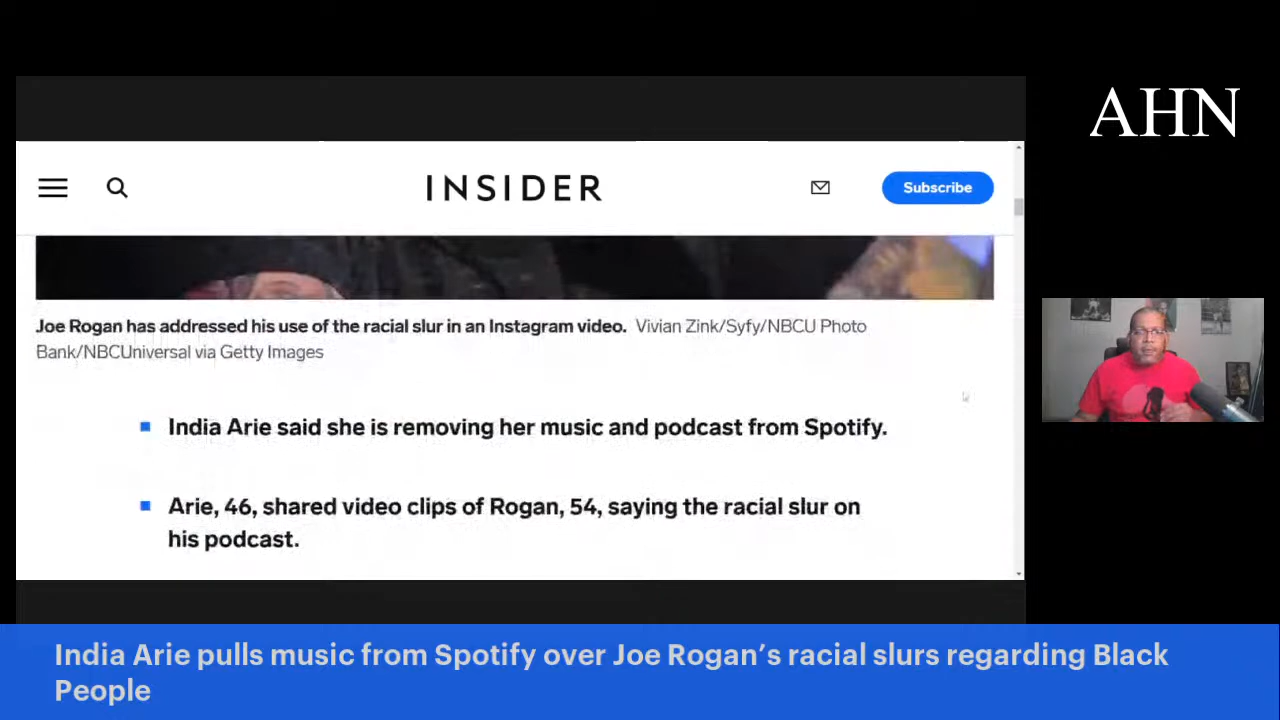 AHN
INSIDER
Subscribe
Joe Rogan has addressed his use of the racial slur in an Instagram video. Vivian Zink/Syfy/NBCU Photo
Bank/NBCUniversal via Getty Images
India Arie said she is removing her music and podcast from Spotify.
Arie, 46, shared video clips of Rogan, 54, saying the racial slur on
his podcast.
India Arie pulls music from Spotify over Joe Rogan’s racial slurs regarding Black
People